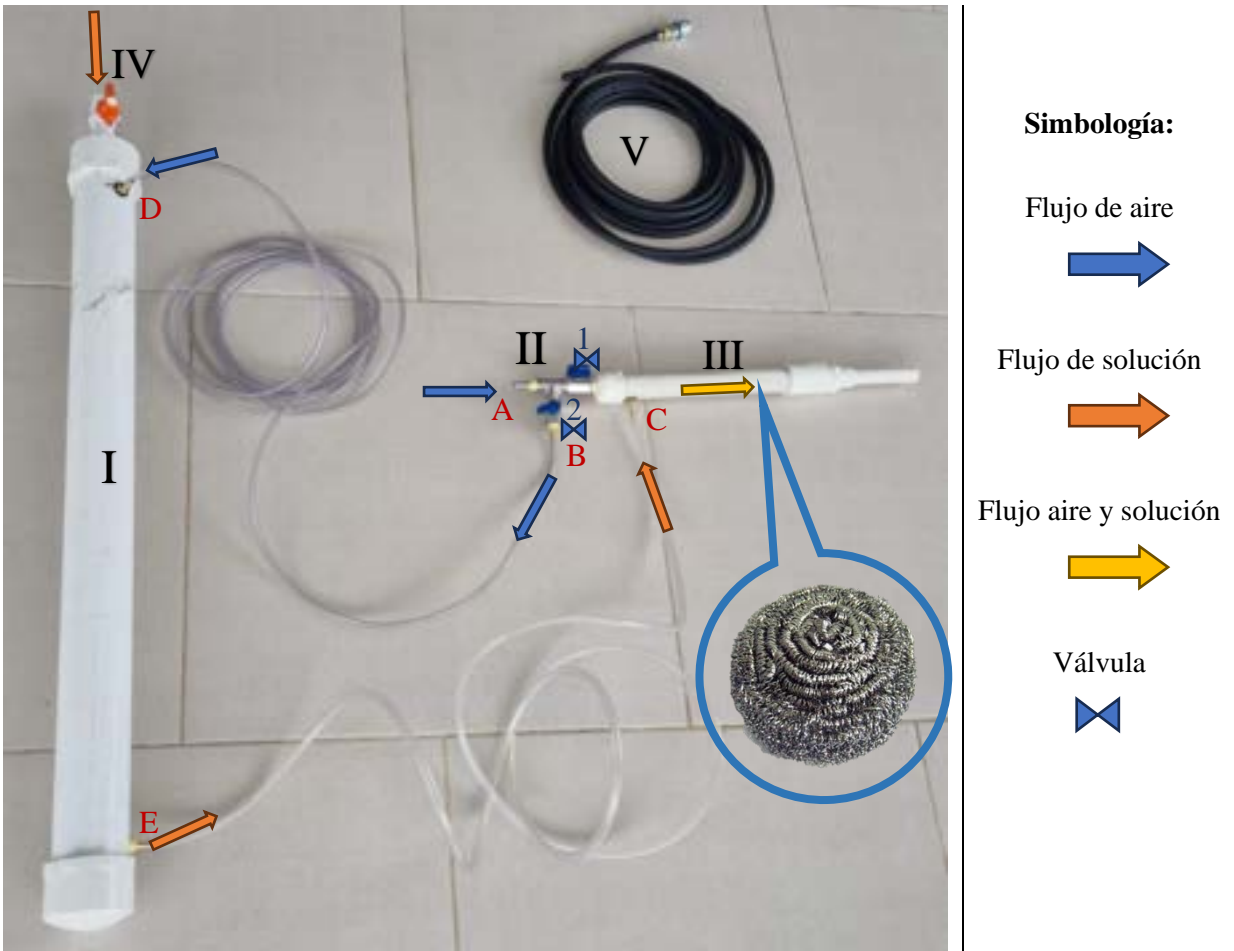 IV
D
V
1
II
III
A
2
C
B
I
E
Simbología:
Flujo de aire
Flujo de solución
Flujo aire y solución
Válvula